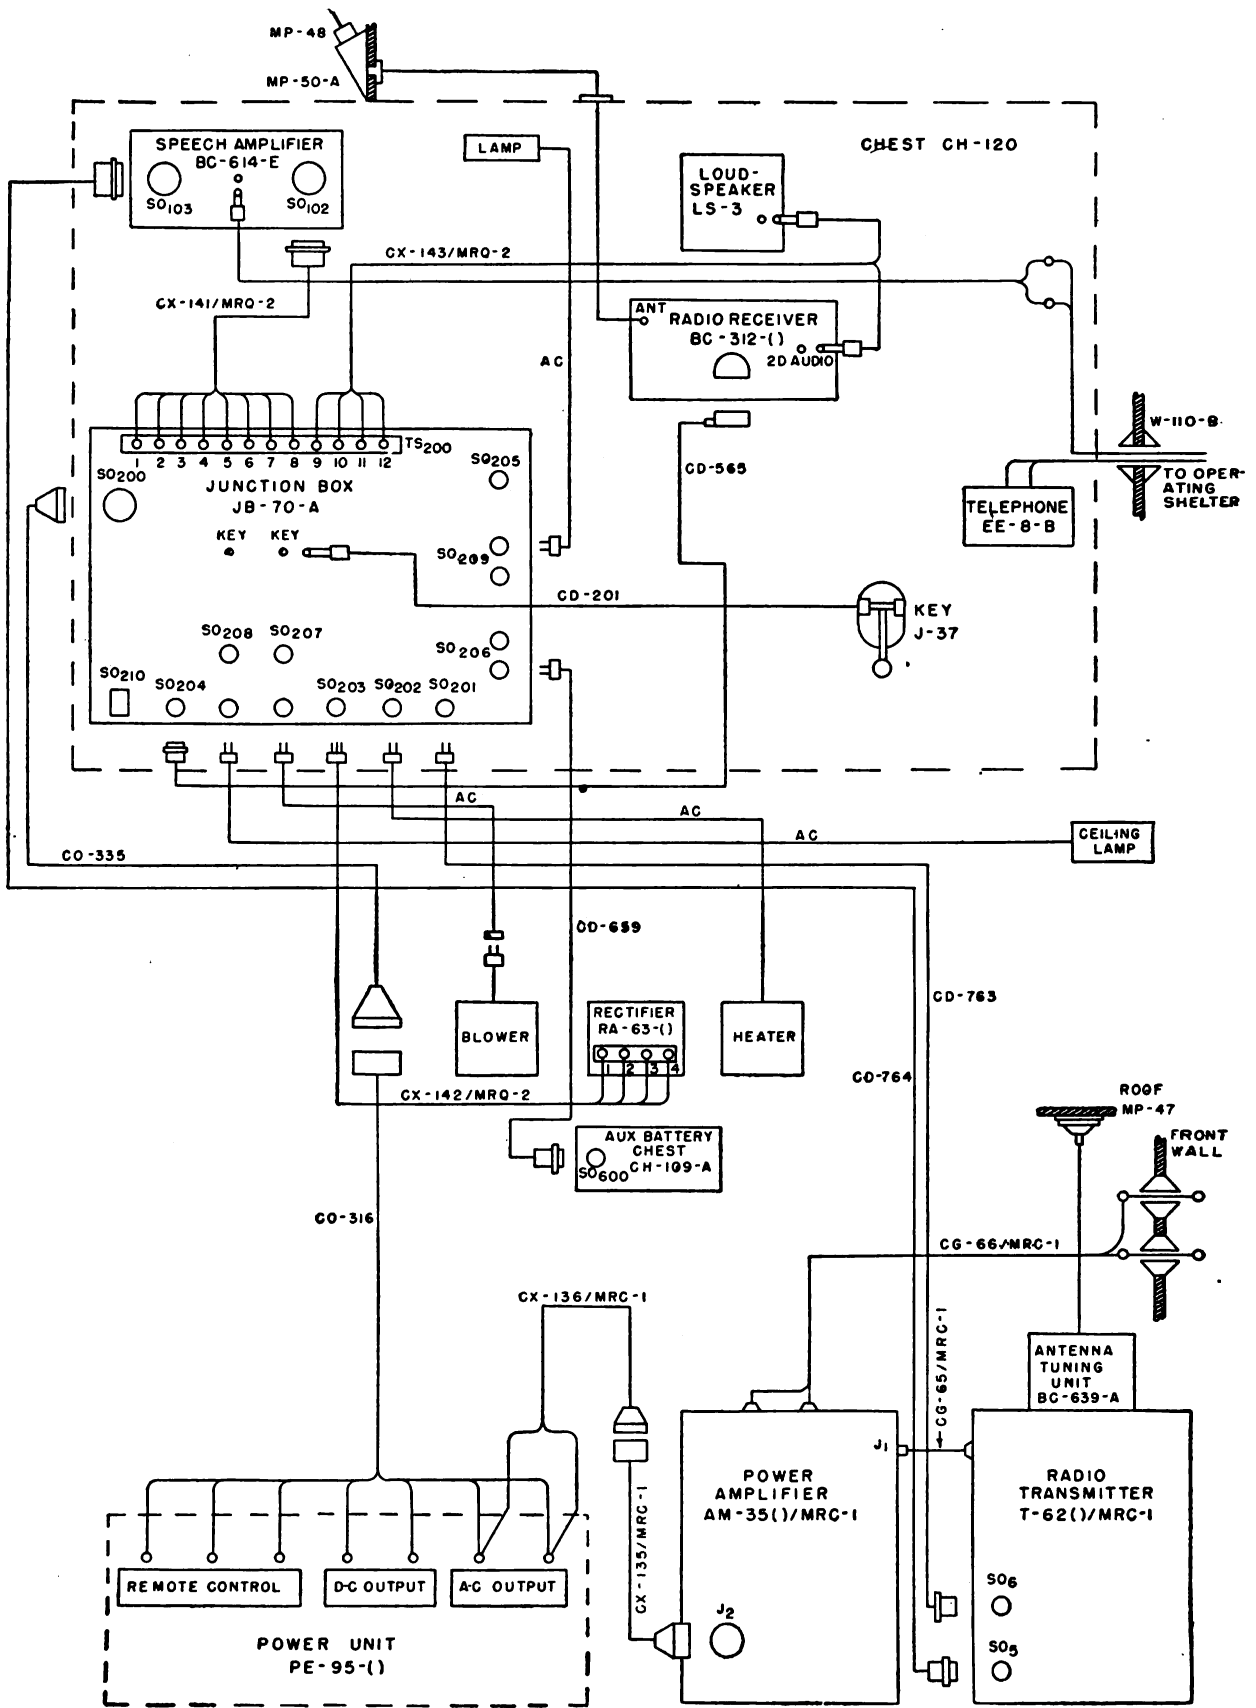 MP-48
MP-50-A
CHEST CH-120
SPEECH AMPLIFIER
BC-614-E
SO103
SO102
LAMP
LOUD-
SPEAKER
LS-3
CX-143/MRQ-2
CX-141/MRQ-2
ANT
RADIO RECEIVER
BC-312-()
2D AUDIO
AC
TS200
1 2 3 4 5 6 7 8 9 10 11 12
W-110-B
TO OPER-
ATING
SHELTER
SO200
JUNCTION BOX
JB-70-A
SO205
CD-565
TELEPHONE
EE-8-B
KEY KEY
SO209
CD-201
KEY
J-37
SO208
SO207
SO206
SO210
SO204
SO203
SO202
SO201
AC
AC
AC
CEILING
LAMP
CO-335
CD-659
CD-763
CD-764
BLOWER
RECTIFIER
RA-63-()
1 2 3 4
HEATER
CX-142/MRQ-2
AUX BATTERY
CHEST
CH-109-A
SO600
ROOF
MP-47
FRONT
WALL
CO-316
CG-66/MRC-1
CX-136/MRC-1
CG-65/MRC-1
ANTENNA
TUNING
UNIT
BC-639-A
J1
POWER
AMPLIFIER
AM-35()/MRC-1
RADIO
TRANSMITTER
T-62()/MRC-1
CX-135/MRC-1
REMOTE CONTROL
D-C OUTPUT
A-C OUTPUT
J2
SO6
SO5
POWER UNIT
PE-95-()